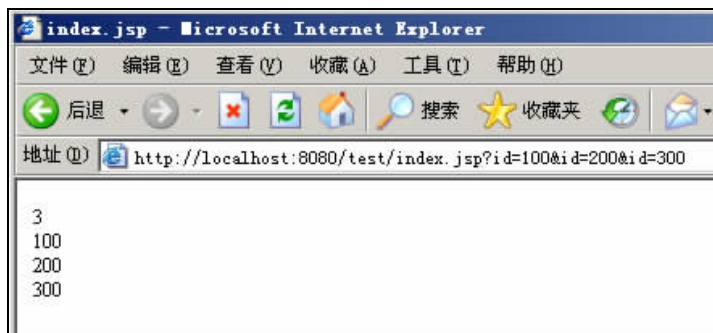 index.jsp - Microsoft Internet Explorer
文件(F) 编辑(E) 查看(V) 收藏(A) 工具(T) 帮助(H)
后退 搜索 收藏夹
地址(D) http://localhost:8080/test/index.jsp?id=100&id=200&id=300
3
100
200
300